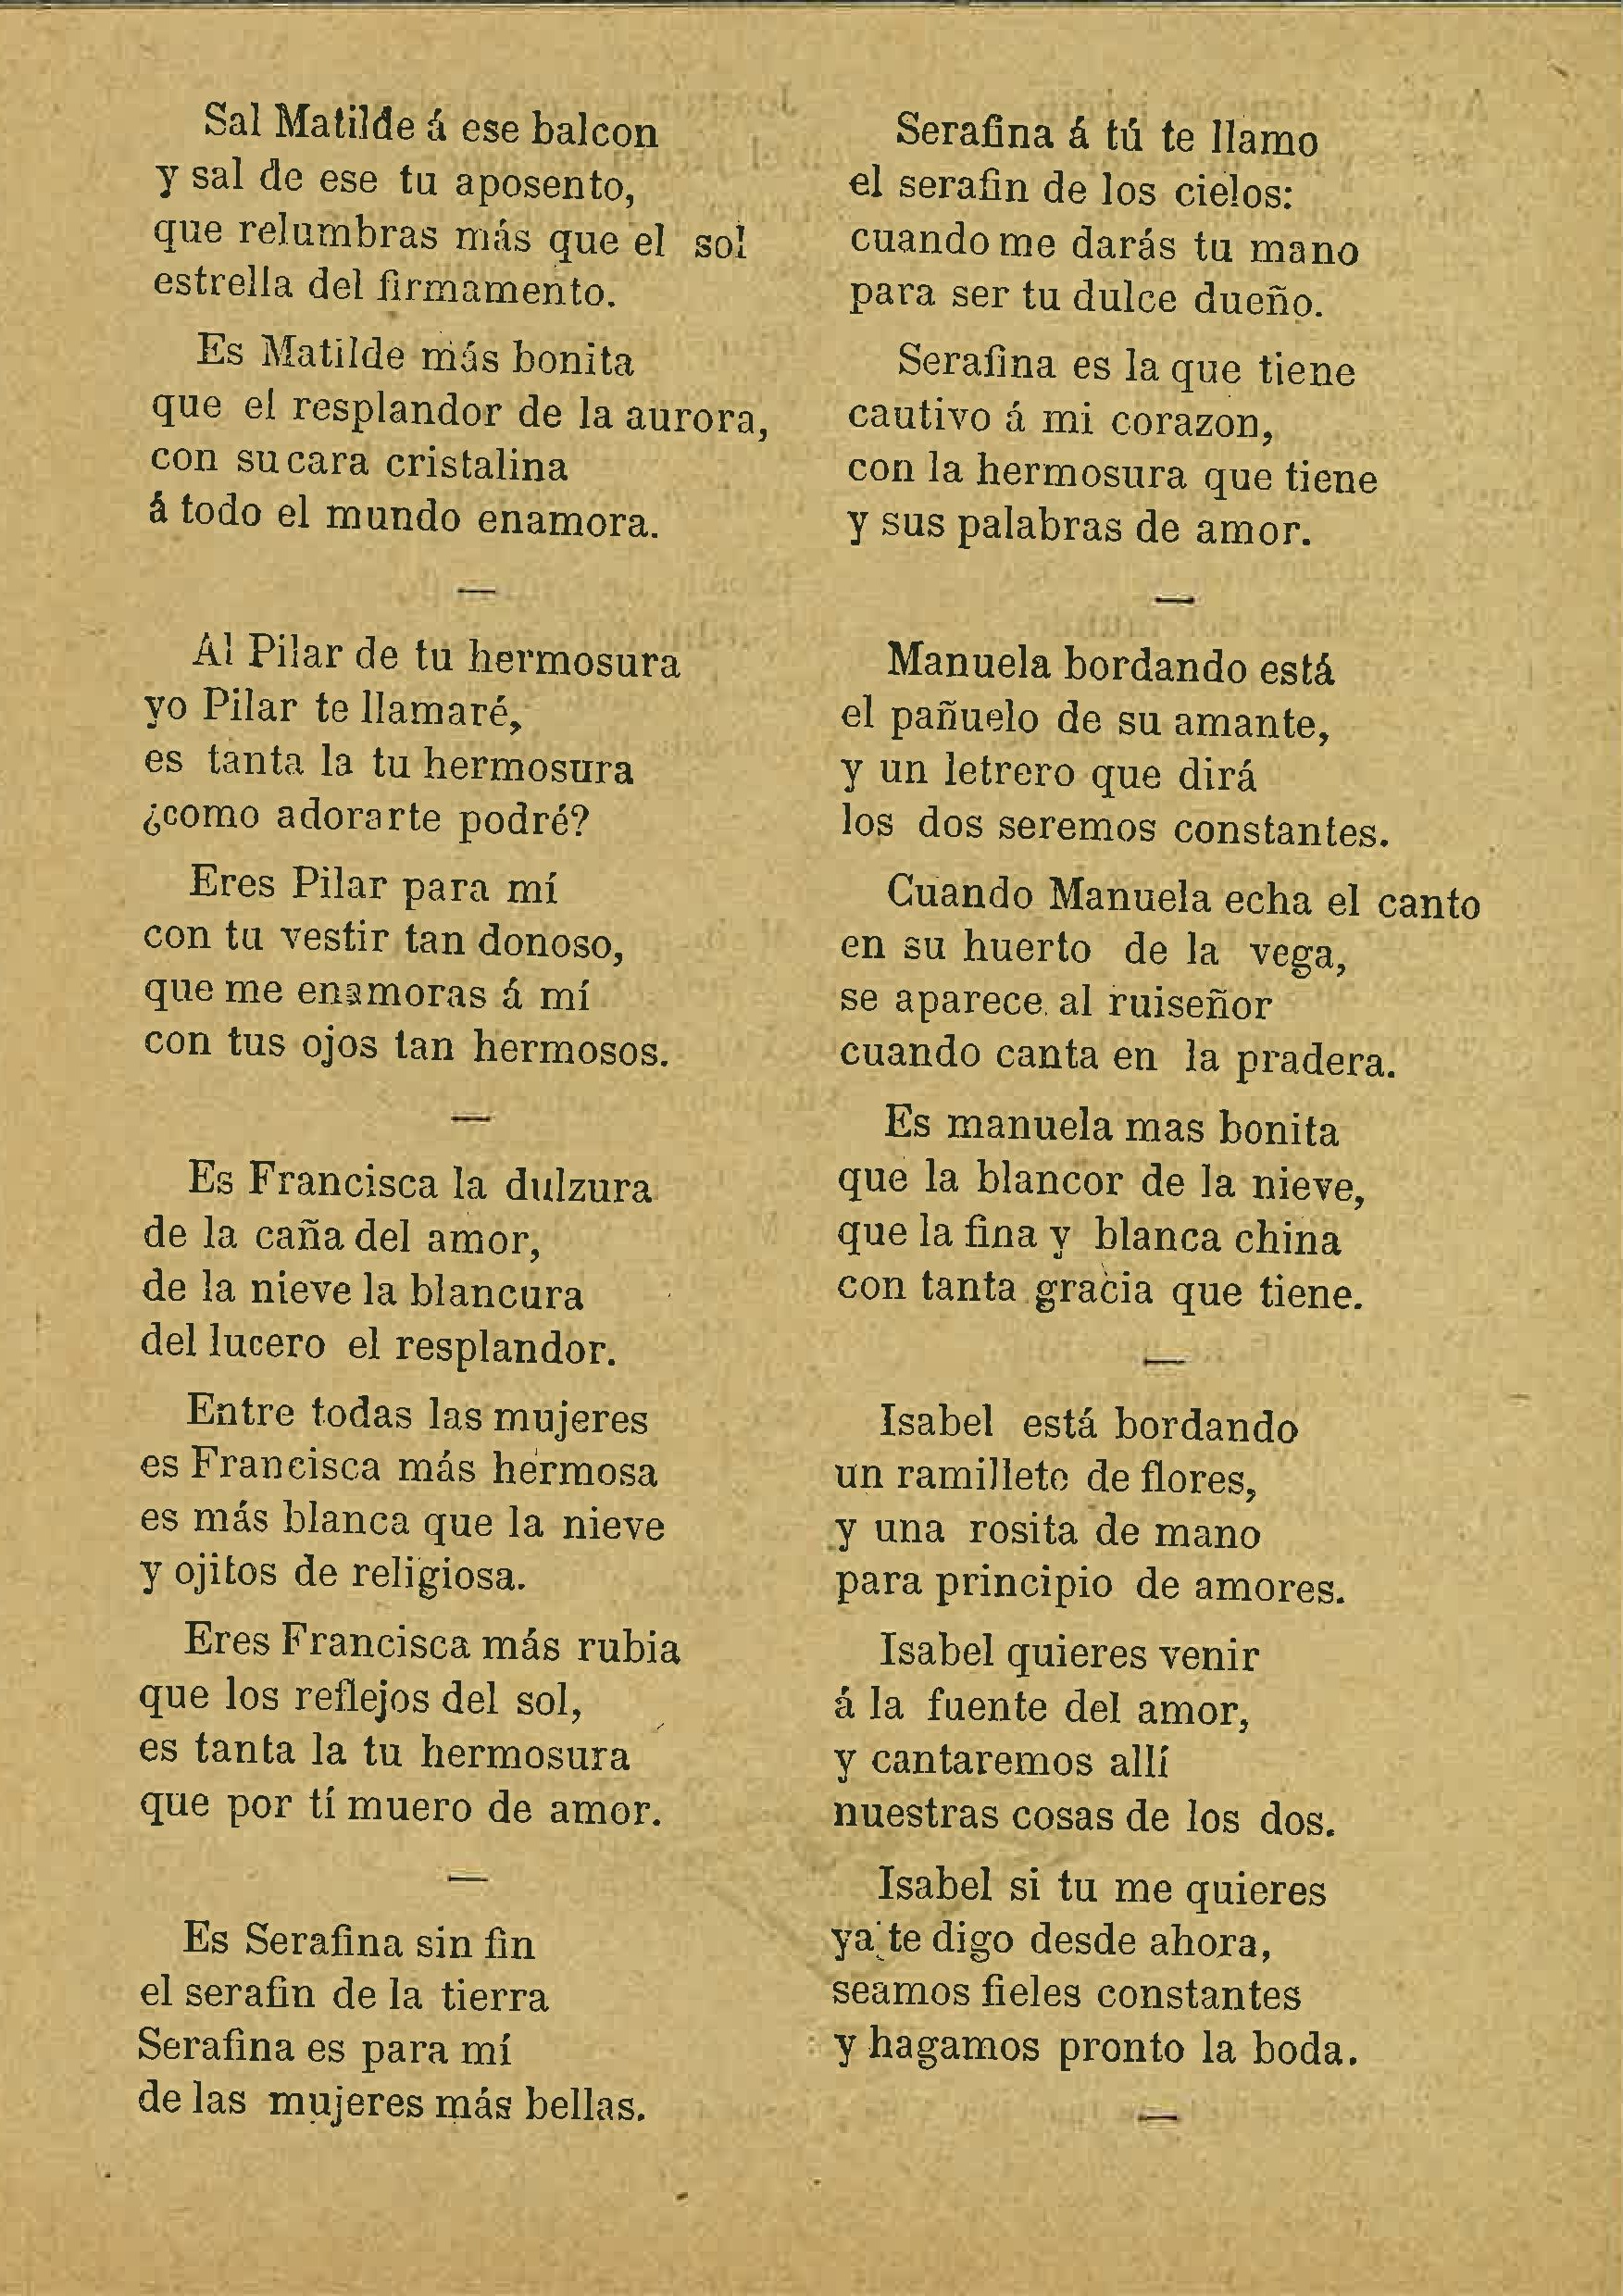 Sal Matilde á ese balcon
y sal de ese tu aposento,
que relumbras más que el sol
estrella del firmamento.
Es Matilde más bonita
que el resplandor de la aurora,
con su cara cristalina
á todo el mundo enamora.
—
Al Pilar de tu hermosura
yo Pilar te llamaré,
es tanta la tu hermosura
¿como adorarte podré?
Eres Pilar para mí
con tu vestir tan donoso,
que me enamoras á mí
con tus ojos tan hermosos.
—
Es Francisca la dulzura
de la caña del amor,
de la nieve la blancura
del lucero el resplandor.
Entre todas las mujeres
es Francisca más hermosa
es más blanca que la nieve
y ojitos de religiosa.
Eres Francisca más rubia
que los reflejos del sol,
es tanta la tu hermosura
que por tí muero de amor.
—
Es Serafina sin fin
el serafin de la tierra
Serafina es para mí
de las mujeres más bellas.
Serafina á tú te llamo
el serafin de los cielos:
cuando me darás tu mano
para ser tu dulce dueño.
Serafina es la que tiene
cautivo á mi corazon,
con la hermosura que tiene
y sus palabras de amor.
—
Manuela bordando está
el pañuelo de su amante,
y un letrero que dirá
los dos seremos constantes.
Cuando Manuela echa el canto
en su huerto de la vega,
se aparece al ruiseñor
cuando canta en la pradera.
Es manuela mas bonita
que la blancor de la nieve,
que la fina y blanca china
con tanta gracia que tiene.
—
Isabel está bordando
un ramillete de flores,
y una rosita de mano
para principio de amores.
Isabel quieres venir
á la fuente del amor,
y cantaremos allí
nuestras cosas de los dos.
Isabel si tu me quieres
ya te digo desde ahora,
seamos fieles constantes
y hagamos pronto la boda.
—